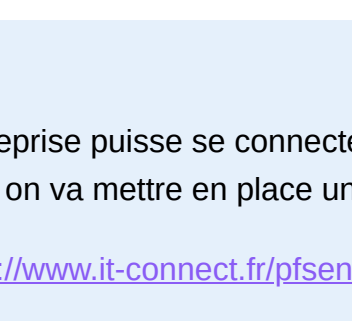 eprise puisse se connecte
on va mettre en place un
://www.it-connect.fr/pfsen